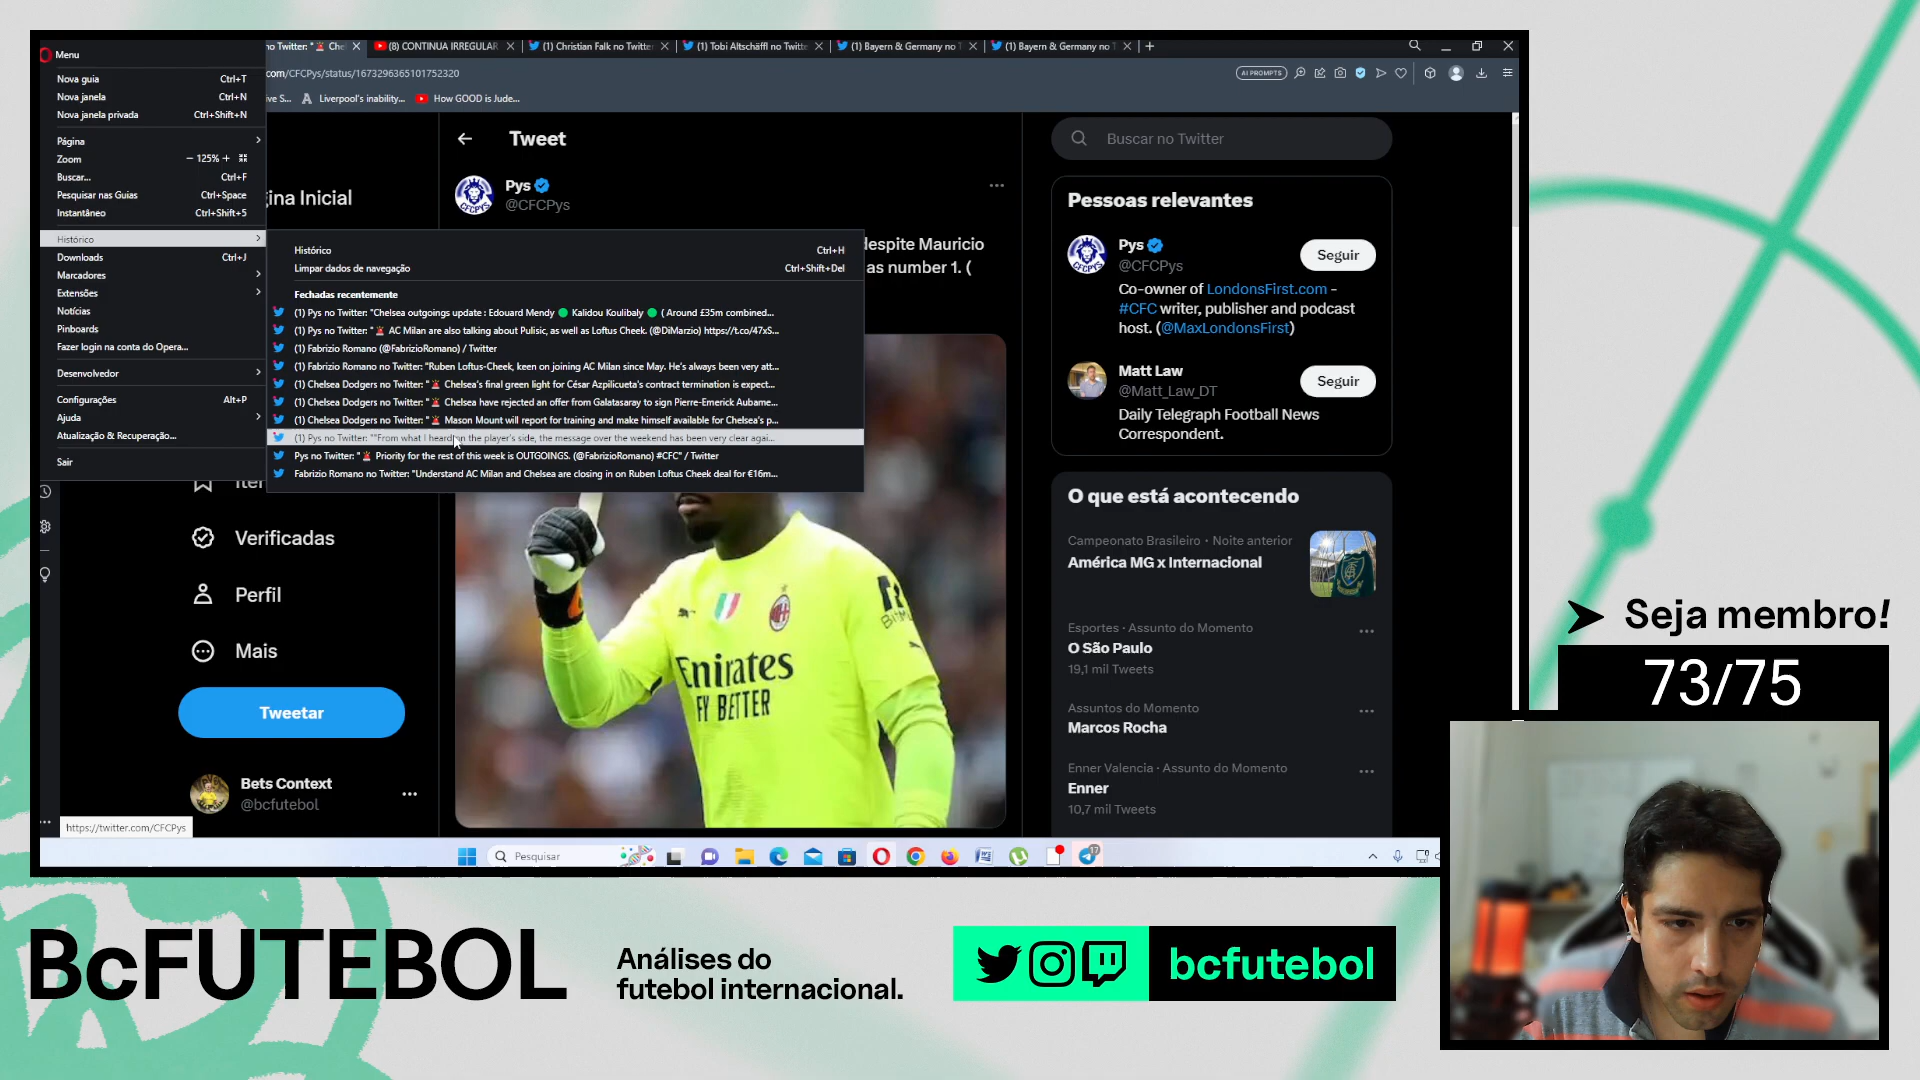 Menu
Nova guia Ctrl+T
Nova janela Ctrl+N
Nova janela privada Ctrl+Shift+N
Página
Zoom − 125% +
Buscar... Ctrl+F
Pesquisar nas Guias Ctrl+Space
Instantâneo Ctrl+Shift+5
Histórico
Downloads Ctrl+J
Marcadores
Extensões
Notícias
Pinboards
Fazer login na conta do Opera...
Desenvolvedor
Configurações Alt+P
Ajuda
Atualização & Recuperação...
Sair
no Twitter: "🚨 Che
(8) CONTINUA IRREGULAR
(1) Christian Falk no Twitte
(1) Tobi Altschäffl no Twitte
(1) Bayern & Germany no T
(1) Bayern & Germany no T
com/CFCPys/status/1673296365101752320
AI PROMPTS
ive S...
Liverpool's inability...
How GOOD is Jude...
Histórico Ctrl+H
Limpar dados de navegação Ctrl+Shift+Del
Fechadas recentemente
(1) Pys no Twitter: "Chelsea outgoings update : Edouard Mendy 🟢 Kalidou Koulibaly 🟢 ( Around £35m combined...
(1) Pys no Twitter: "🚨 AC Milan are also talking about Pulisic, as well as Loftus Cheek. (@DiMarzio) https://t.co/47xS...
(1) Fabrizio Romano (@FabrizioRomano) / Twitter
(1) Fabrizio Romano no Twitter: "Ruben Loftus-Cheek, keen on joining AC Milan since May. He's always been very att...
(1) Chelsea Dodgers no Twitter: "🚨 Chelsea's final green light for César Azpilicueta's contract termination is expect...
(1) Chelsea Dodgers no Twitter: "🚨 Chelsea have rejected an offer from Galatasaray to sign Pierre-Emerick Aubame...
(1) Chelsea Dodgers no Twitter: "🚨 Mason Mount will report for training and make himself available for Chelsea's p...
(1) Pys no Twitter: ""From what I heard on the player's side, the message over the weekend has been very clear agai...
Pys no Twitter: "🚨 Priority for the rest of this week is OUTGOINGS. (@FabrizioRomano) #CFC" / Twitter
Fabrizio Romano no Twitter: "Understand AC Milan and Chelsea are closing in on Ruben Loftus Cheek deal for €16m...
ina Inicial
Verificadas
Perfil
Mais
Tweetar
Bets Context
@bcfutebol
https://twitter.com/CFCPys
Tweet
Pys
@CFCPys
despite Mauricio
as number 1. (
CFCPYS
Emirates
FY BETTER
Buscar no Twitter
Pessoas relevantes
Pys
@CFCPys
Seguir
Co-owner of LondonsFirst.com -
#CFC writer, publisher and podcast
host. (@MaxLondonsFirst)
Matt Law
@Matt_Law_DT
Seguir
Daily Telegraph Football News
Correspondent.
O que está acontecendo
Campeonato Brasileiro · Noite anterior
América MG x Internacional
Esportes · Assunto do Momento
O São Paulo
19,1 mil Tweets
Assuntos do Momento
Marcos Rocha
Enner Valencia · Assunto do Momento
Enner
10,7 mil Tweets
Pesquisar
17
Seja membro!
73/75
BcFUTEBOL
Análises do
futebol internacional.
bcfutebol